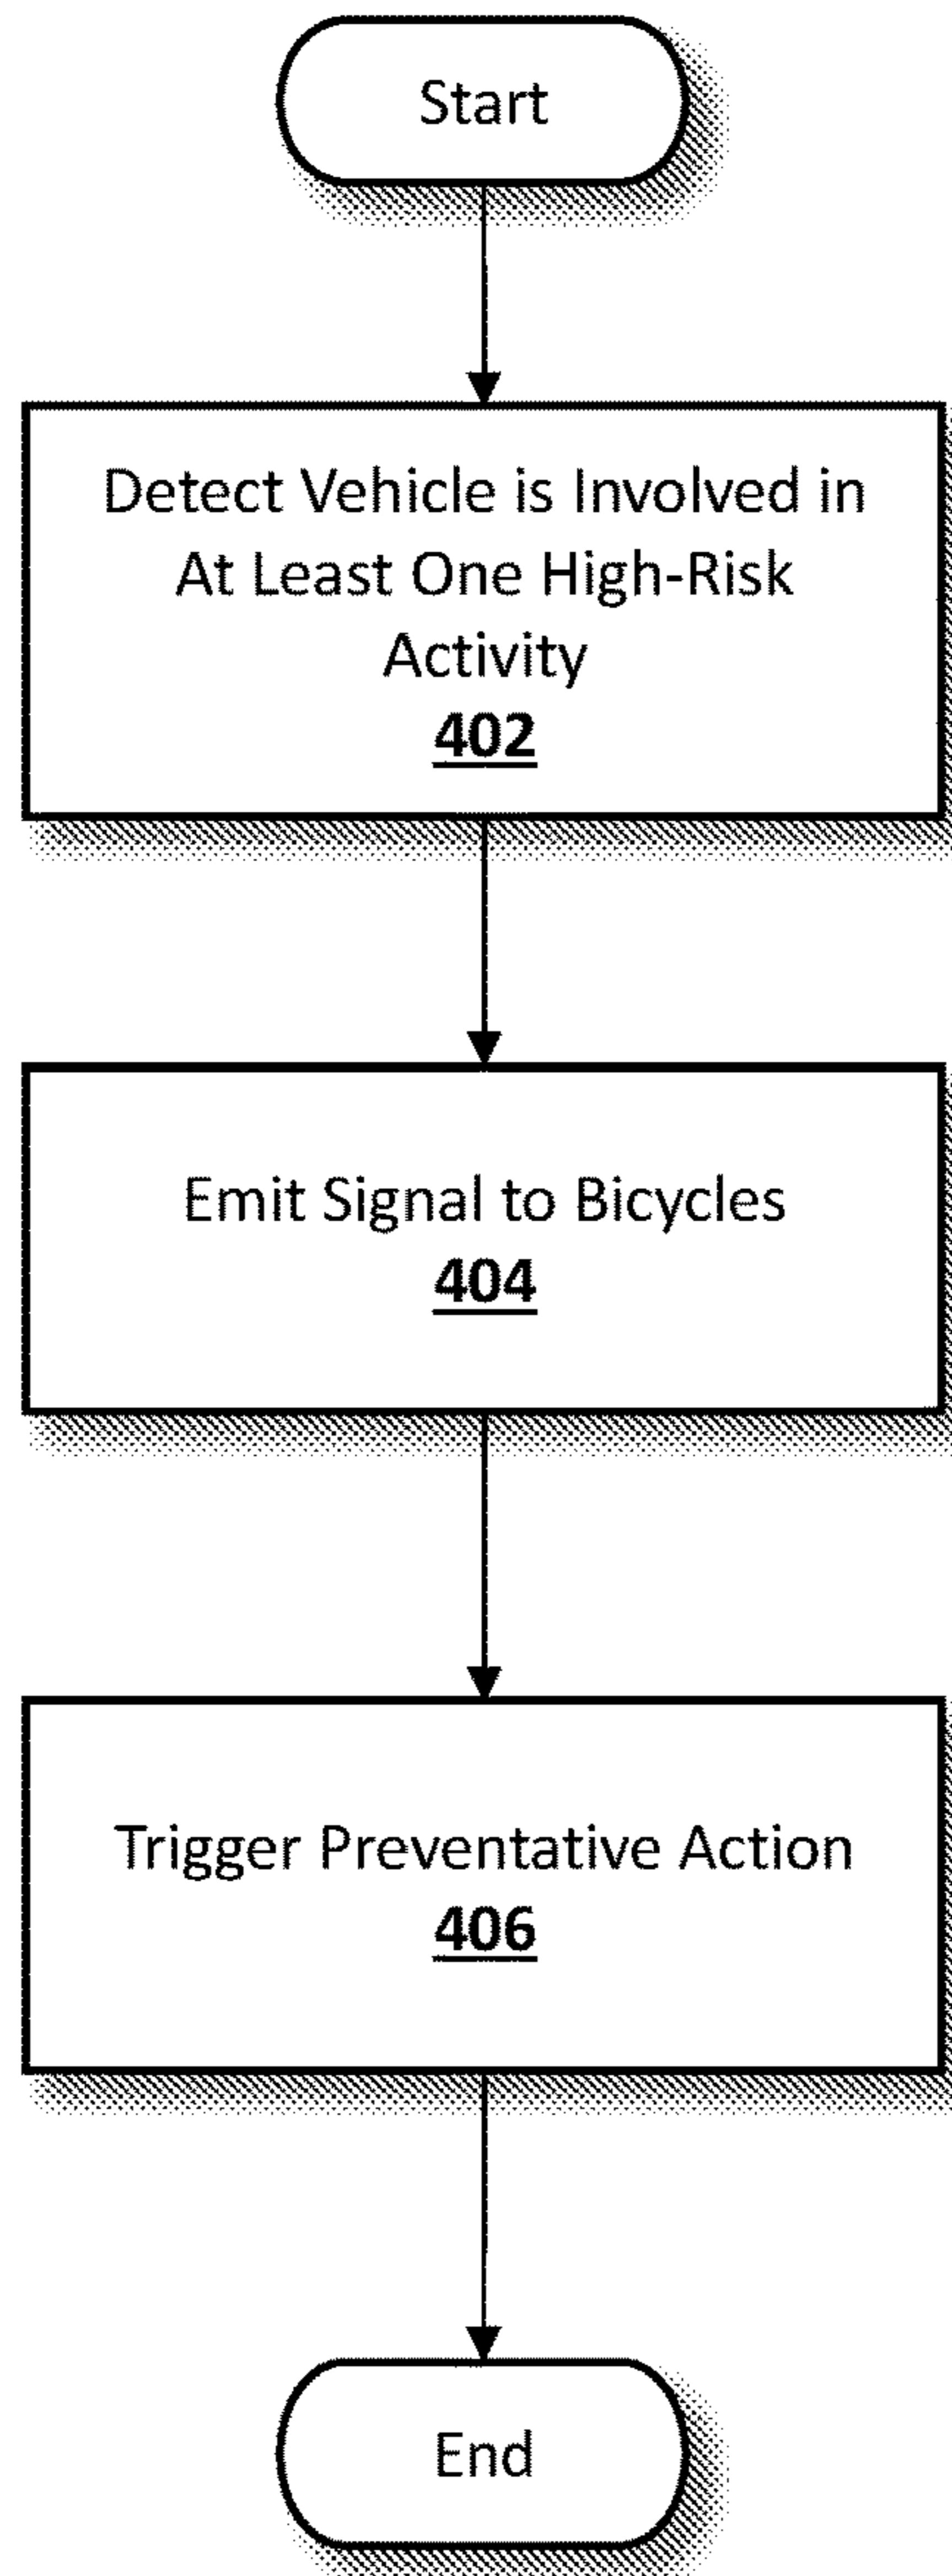 Start
Detect Vehicle is Involved in
At Least One High-Risk
Activity
402
Emit Signal to Bicycles
404
Trigger Preventative Action
406
End